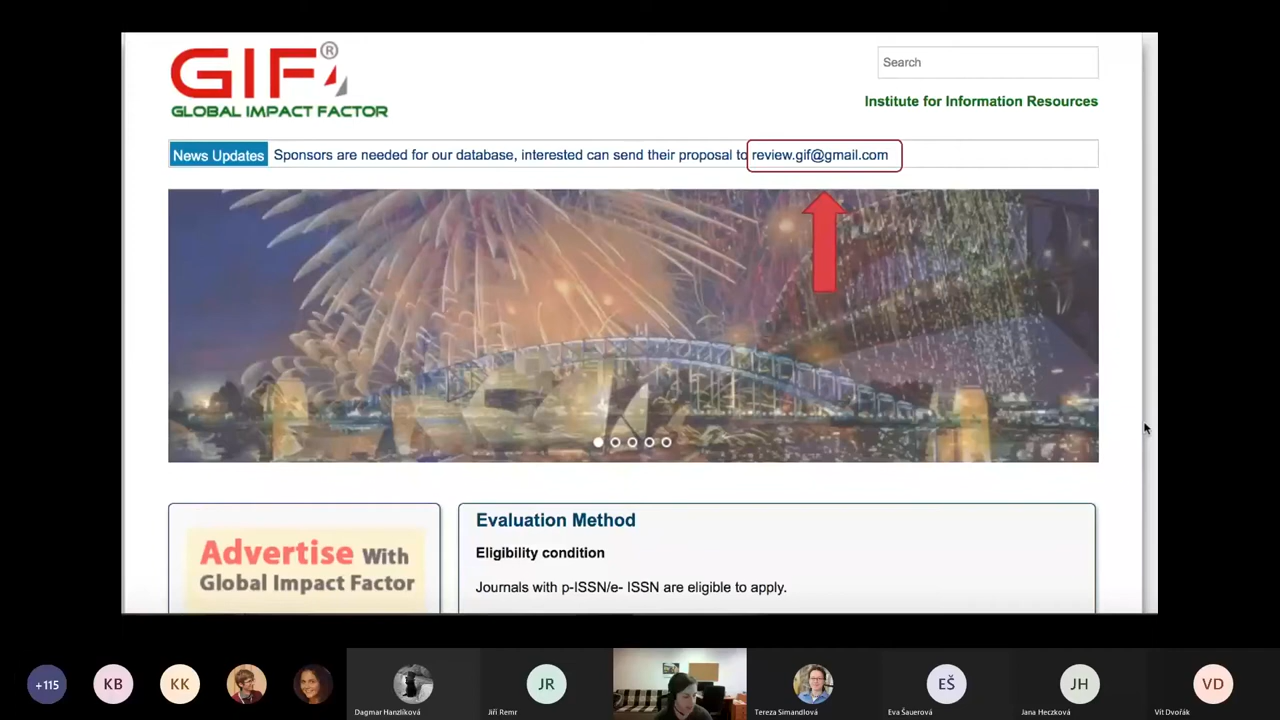 GIF®
GLOBAL IMPACT FACTOR
Search
Institute for Information Resources
News Updates
Sponsors are needed for our database, interested can send their proposal to review.gif@gmail.com
Advertise With
Global Impact Factor
Evaluation Method
Eligibility condition
Journals with p-ISSN/e- ISSN are eligible to apply.
+115
KB
KK
JR
EŠ
JH
VD
Dagmar Hanzlíková
Jiří Remr
Tereza Simandlová
Eva Šauerová
Jana Heczková
Vít Dvořák